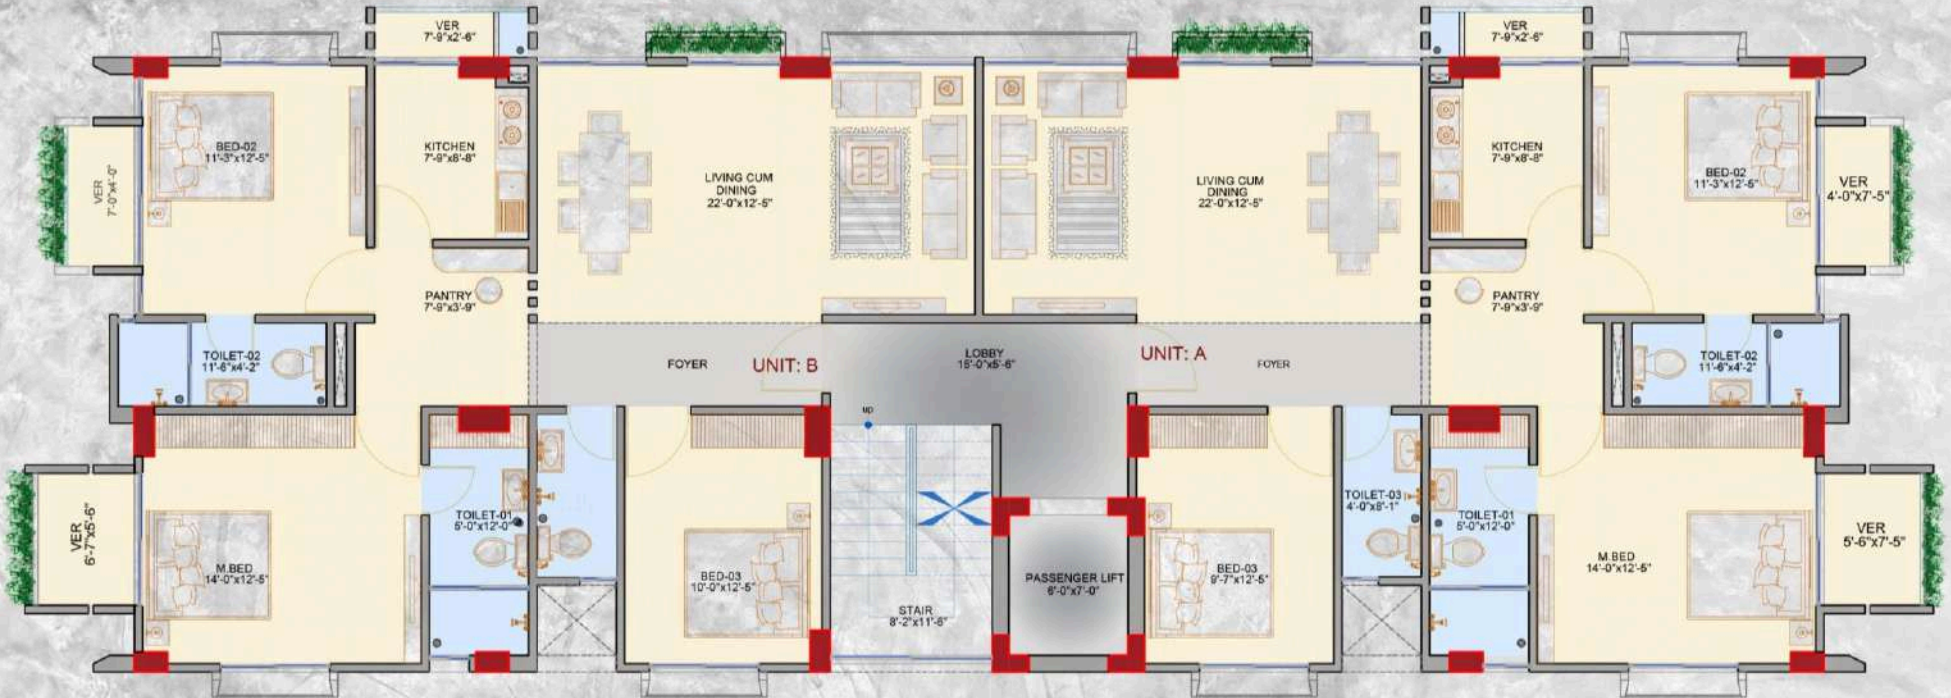 VER
7'-9"x2'-6"
VER
7'-9"x2'-6"
BED-02
11'-3"x12'-5"
KITCHEN
7'-9"x8'-8"
LIVING CUM
DINING
22'-0"x12'-5"
LIVING CUM
DINING
22'-0"x12'-5"
KITCHEN
7'-9"x8'-8"
BED-02
11'-3"x12'-5"
VER
7'-0"x4'-0"
VER
4'-0"x7'-5"
PANTRY
7'-9"x3'-9"
PANTRY
7'-9"x3'-9"
TOILET-02
11'-6"x4'-2"
FOYER
UNIT: B
LOBBY
15'-0"x5'-6"
UNIT: A
FOYER
TOILET-02
11'-6"x4'-2"
up
VER
6'-7"x5'-6"
TOILET-01
5'-0"x12'-0"
TOILET-03
4'-0"x8'-1"
TOILET-01
5'-0"x12'-0"
VER
5'-6"x7'-5"
M.BED
14'-0"x12'-5"
BED-03
10'-0"x12'-5"
STAIR
8'-2"x11'-6"
PASSENGER LIFT
6'-0"x7'-0"
BED-03
9'-7"x12'-5"
M.BED
14'-0"x12'-5"